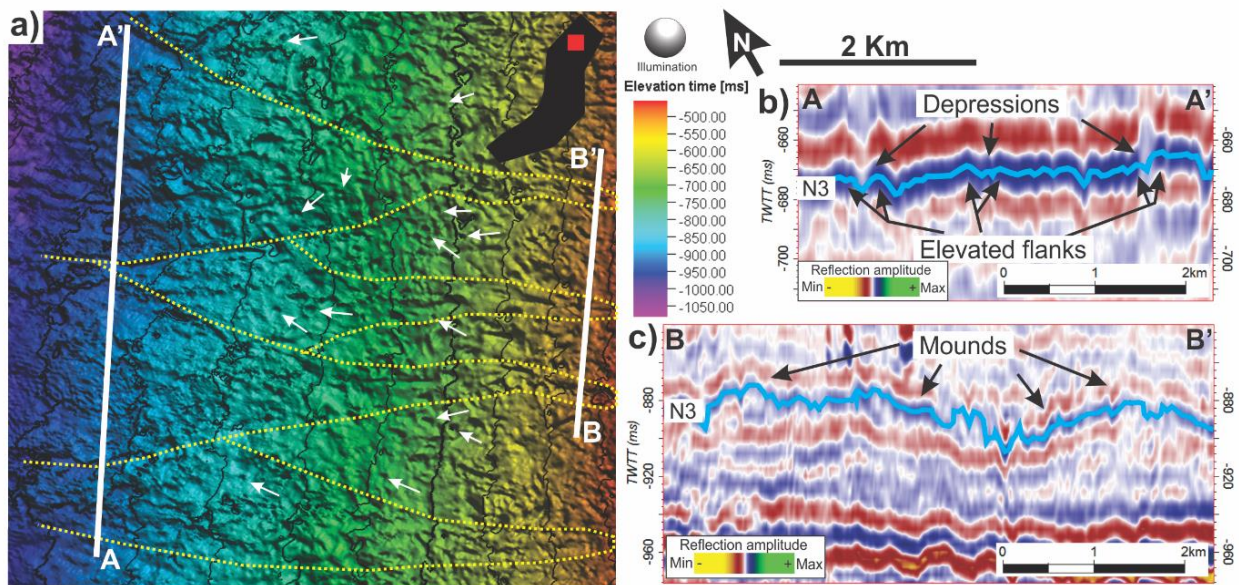 a)
A'
B'
B
A
N
Illumination
Elevation time [ms]
-500.00
-550.00
-600.00
-650.00
-700.00
-750.00
-800.00
-850.00
-900.00
-950.00
-1000.00
-1050.00
2 Km
b)
A
A'
Depressions
-660
-680
-700
TWTT (ms)
N3
-660
-680
-700
Elevated flanks
Reflection amplitude
Min - + Max
0 1 2km
c)
B
B'
Mounds
-880
-920
-960
TWTT (ms)
N3
-880
-920
-960
Reflection amplitude
Min - + Max
0 1 2km